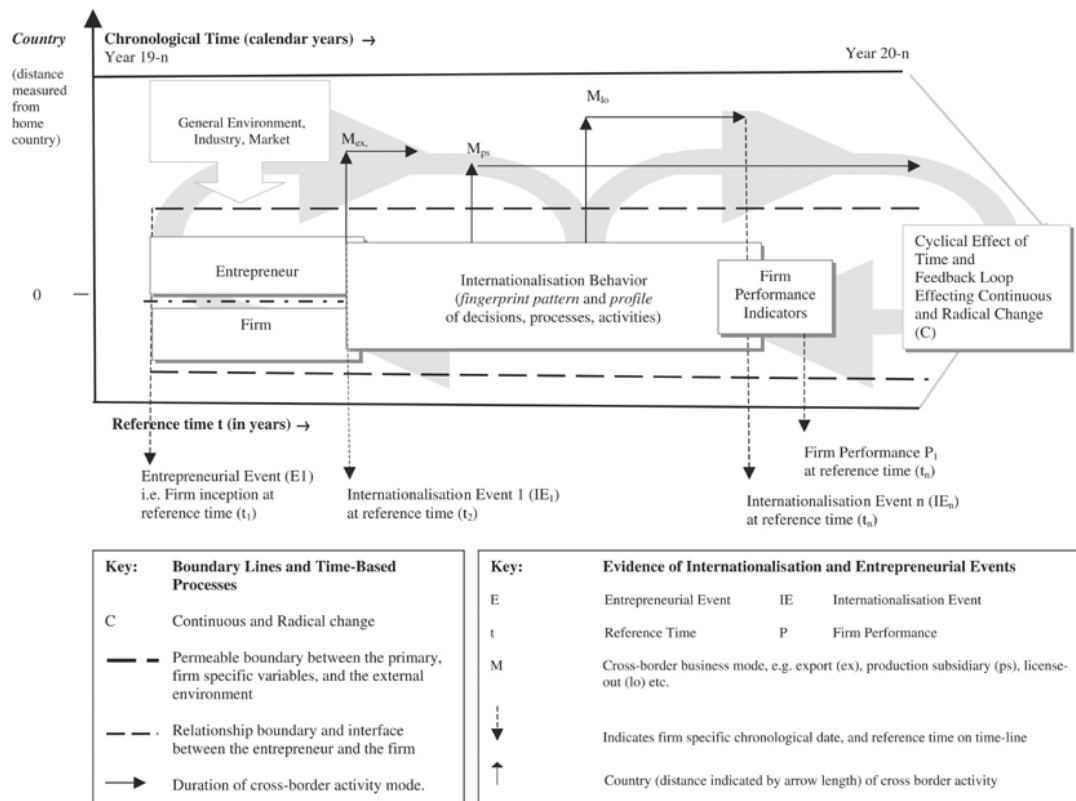 Country
(distance
measured
from
home
country)
Chronological Time (calendar years) →
Year 19-n
Year 20-n
General Environment,
Industry, Market
M_ex,
M_ps
M_lo
0
Entrepreneur
Firm
Internationalisation Behavior
(fingerprint pattern and profile
of decisions, processes, activities)
Firm
Performance
Indicators
Cyclical Effect of
Time and
Feedback Loop
Effecting Continuous
and Radical Change
(C)
Reference time t (in years) →
Entrepreneurial Event (E1)
i.e. Firm inception at
reference time (t₁)
Internationalisation Event 1 (IE₁)
at reference time (t₂)
Firm Performance P₁
at reference time (tₙ)
Internationalisation Event n (IEₙ)
at reference time (tₙ)
Key: Boundary Lines and Time-Based
Processes
C Continuous and Radical change
Permeable boundary between the primary,
firm specific variables, and the external
environment
Relationship boundary and interface
between the entrepreneur and the firm
Duration of cross-border activity mode.
Key: Evidence of Internationalisation and Entrepreneurial Events
E Entrepreneurial Event IE Internationalisation Event
t Reference Time P Firm Performance
M Cross-border business mode, e.g. export (ex), production subsidiary (ps), license-
out (lo) etc.
Indicates firm specific chronological date, and reference time on time-line
Country (distance indicated by arrow length) of cross border activity